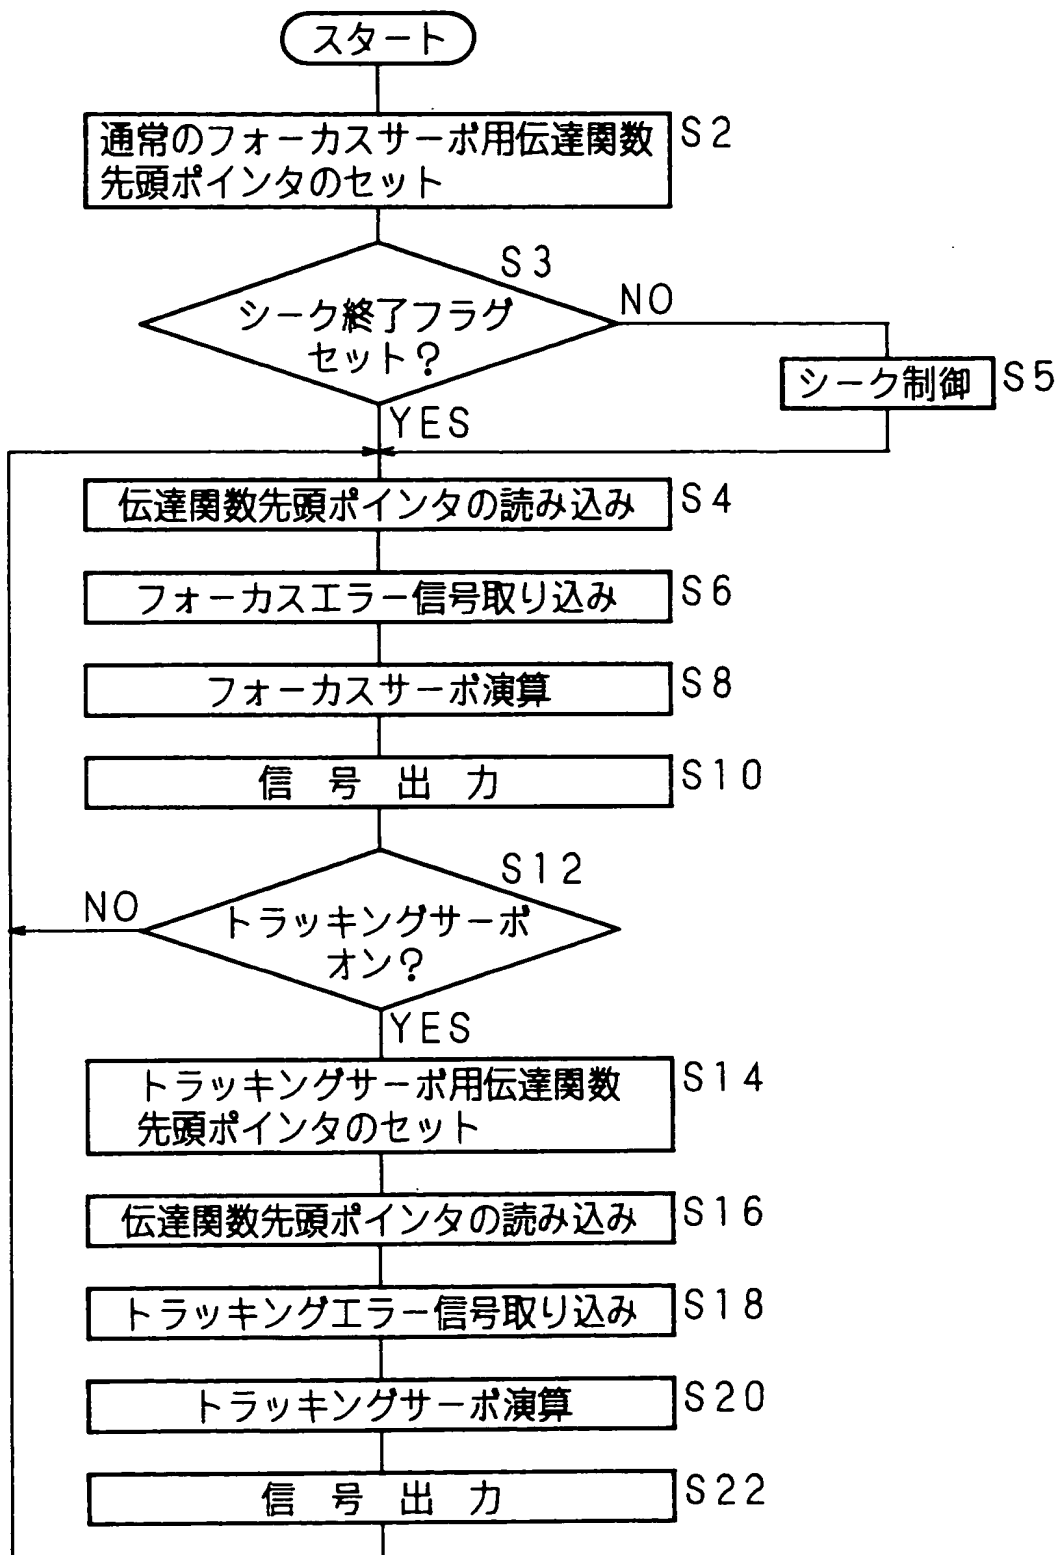 スタート
通常のフォーカスサーボ用伝達関数
先頭ポインタのセット
S2
S3
シーク終了フラグ
セット?
NO
シーク制御
S5
YES
伝達関数先頭ポインタの読み込み
S4
フォーカスエラー信号取り込み
S6
フォーカスサーボ演算
S8
信号出力
S10
S12
NO
トラッキングサーボ
オン?
YES
トラッキングサーボ用伝達関数
先頭ポインタのセット
S14
伝達関数先頭ポインタの読み込み
S16
トラッキングエラー信号取り込み
S18
トラッキングサーボ演算
S20
信号出力
S22